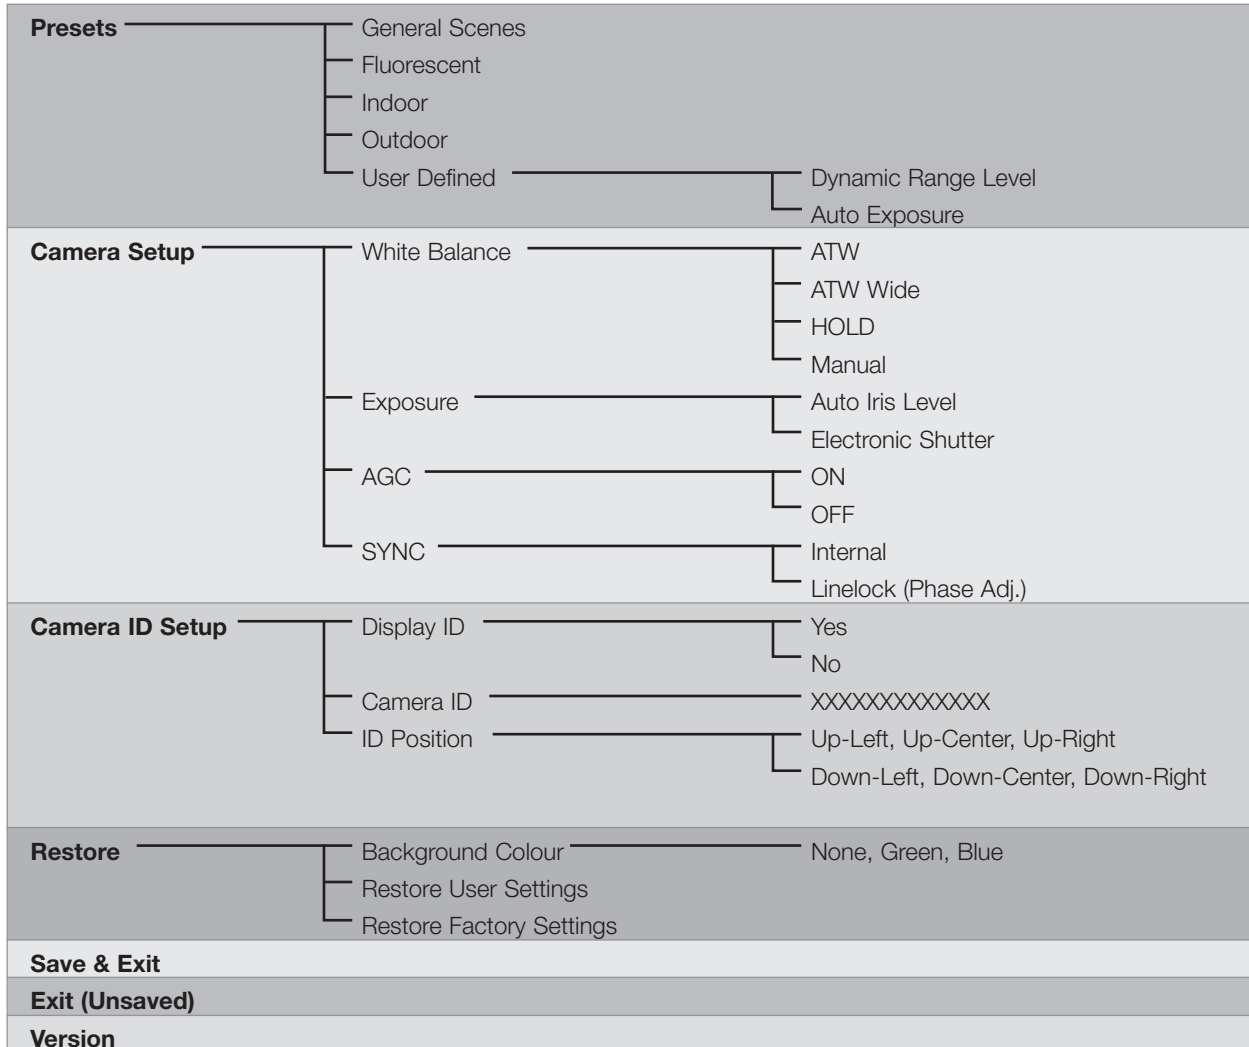 Presets General Scenes
Fluorescent
Indoor
Outdoor
User Defined Dynamic Range Level
Auto Exposure
Camera Setup White Balance ATW
ATW Wide
HOLD
Manual
Exposure Auto Iris Level
Electronic Shutter
AGC ON
OFF
SYNC Internal
Linelock (Phase Adj.)
Camera ID Setup Display ID Yes
No
Camera ID XXXXXXXXXXXXX
ID Position Up-Left, Up-Center, Up-Right
Down-Left, Down-Center, Down-Right
Restore Background Colour None, Green, Blue
Restore User Settings
Restore Factory Settings
Save & Exit
Exit (Unsaved)
Version